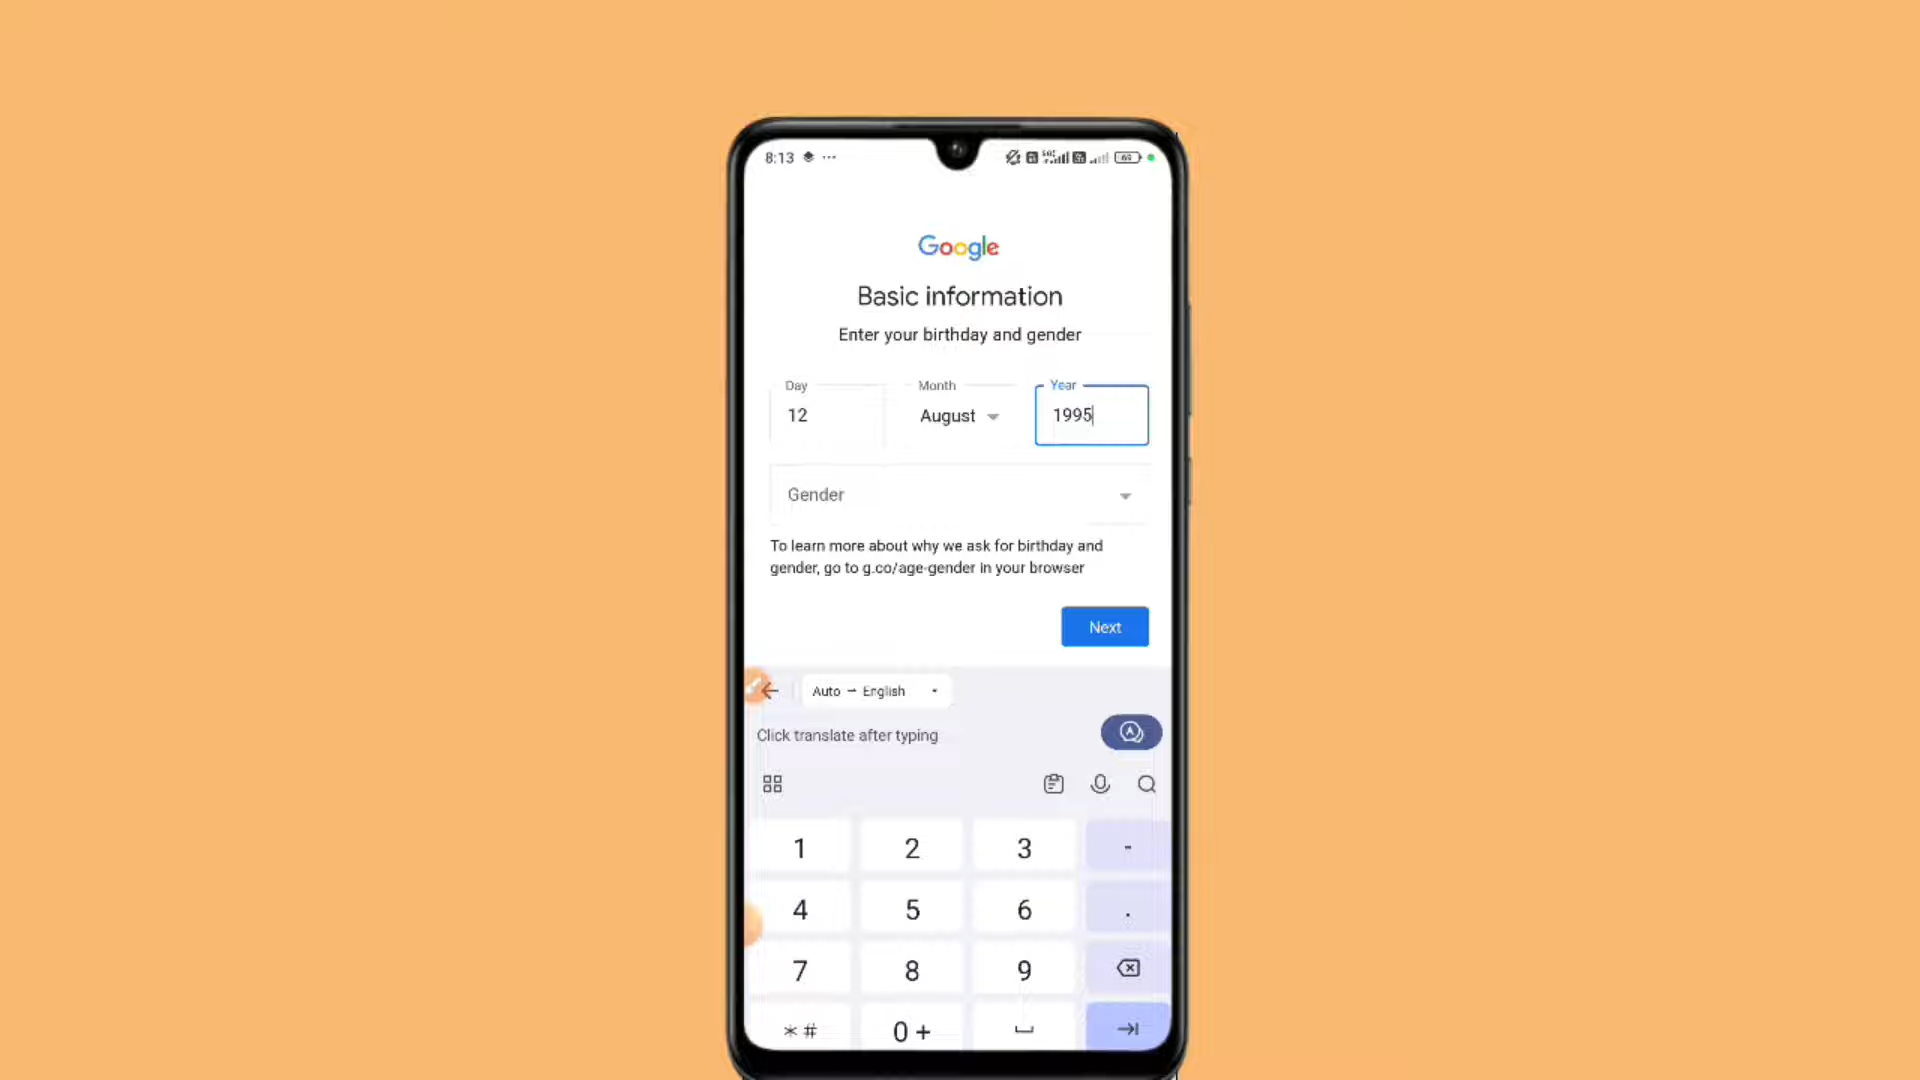 8:13
69
Google
Basic information
Enter your birthday and gender
Day
Month
Year
12
August
1995
Gender
To learn more about why we ask for birthday and
gender, go to g.co/age-gender in your browser
Next
Auto → English
Click translate after typing
1 2 3 -
4 5 6 .
7 8 9
*# 0 +